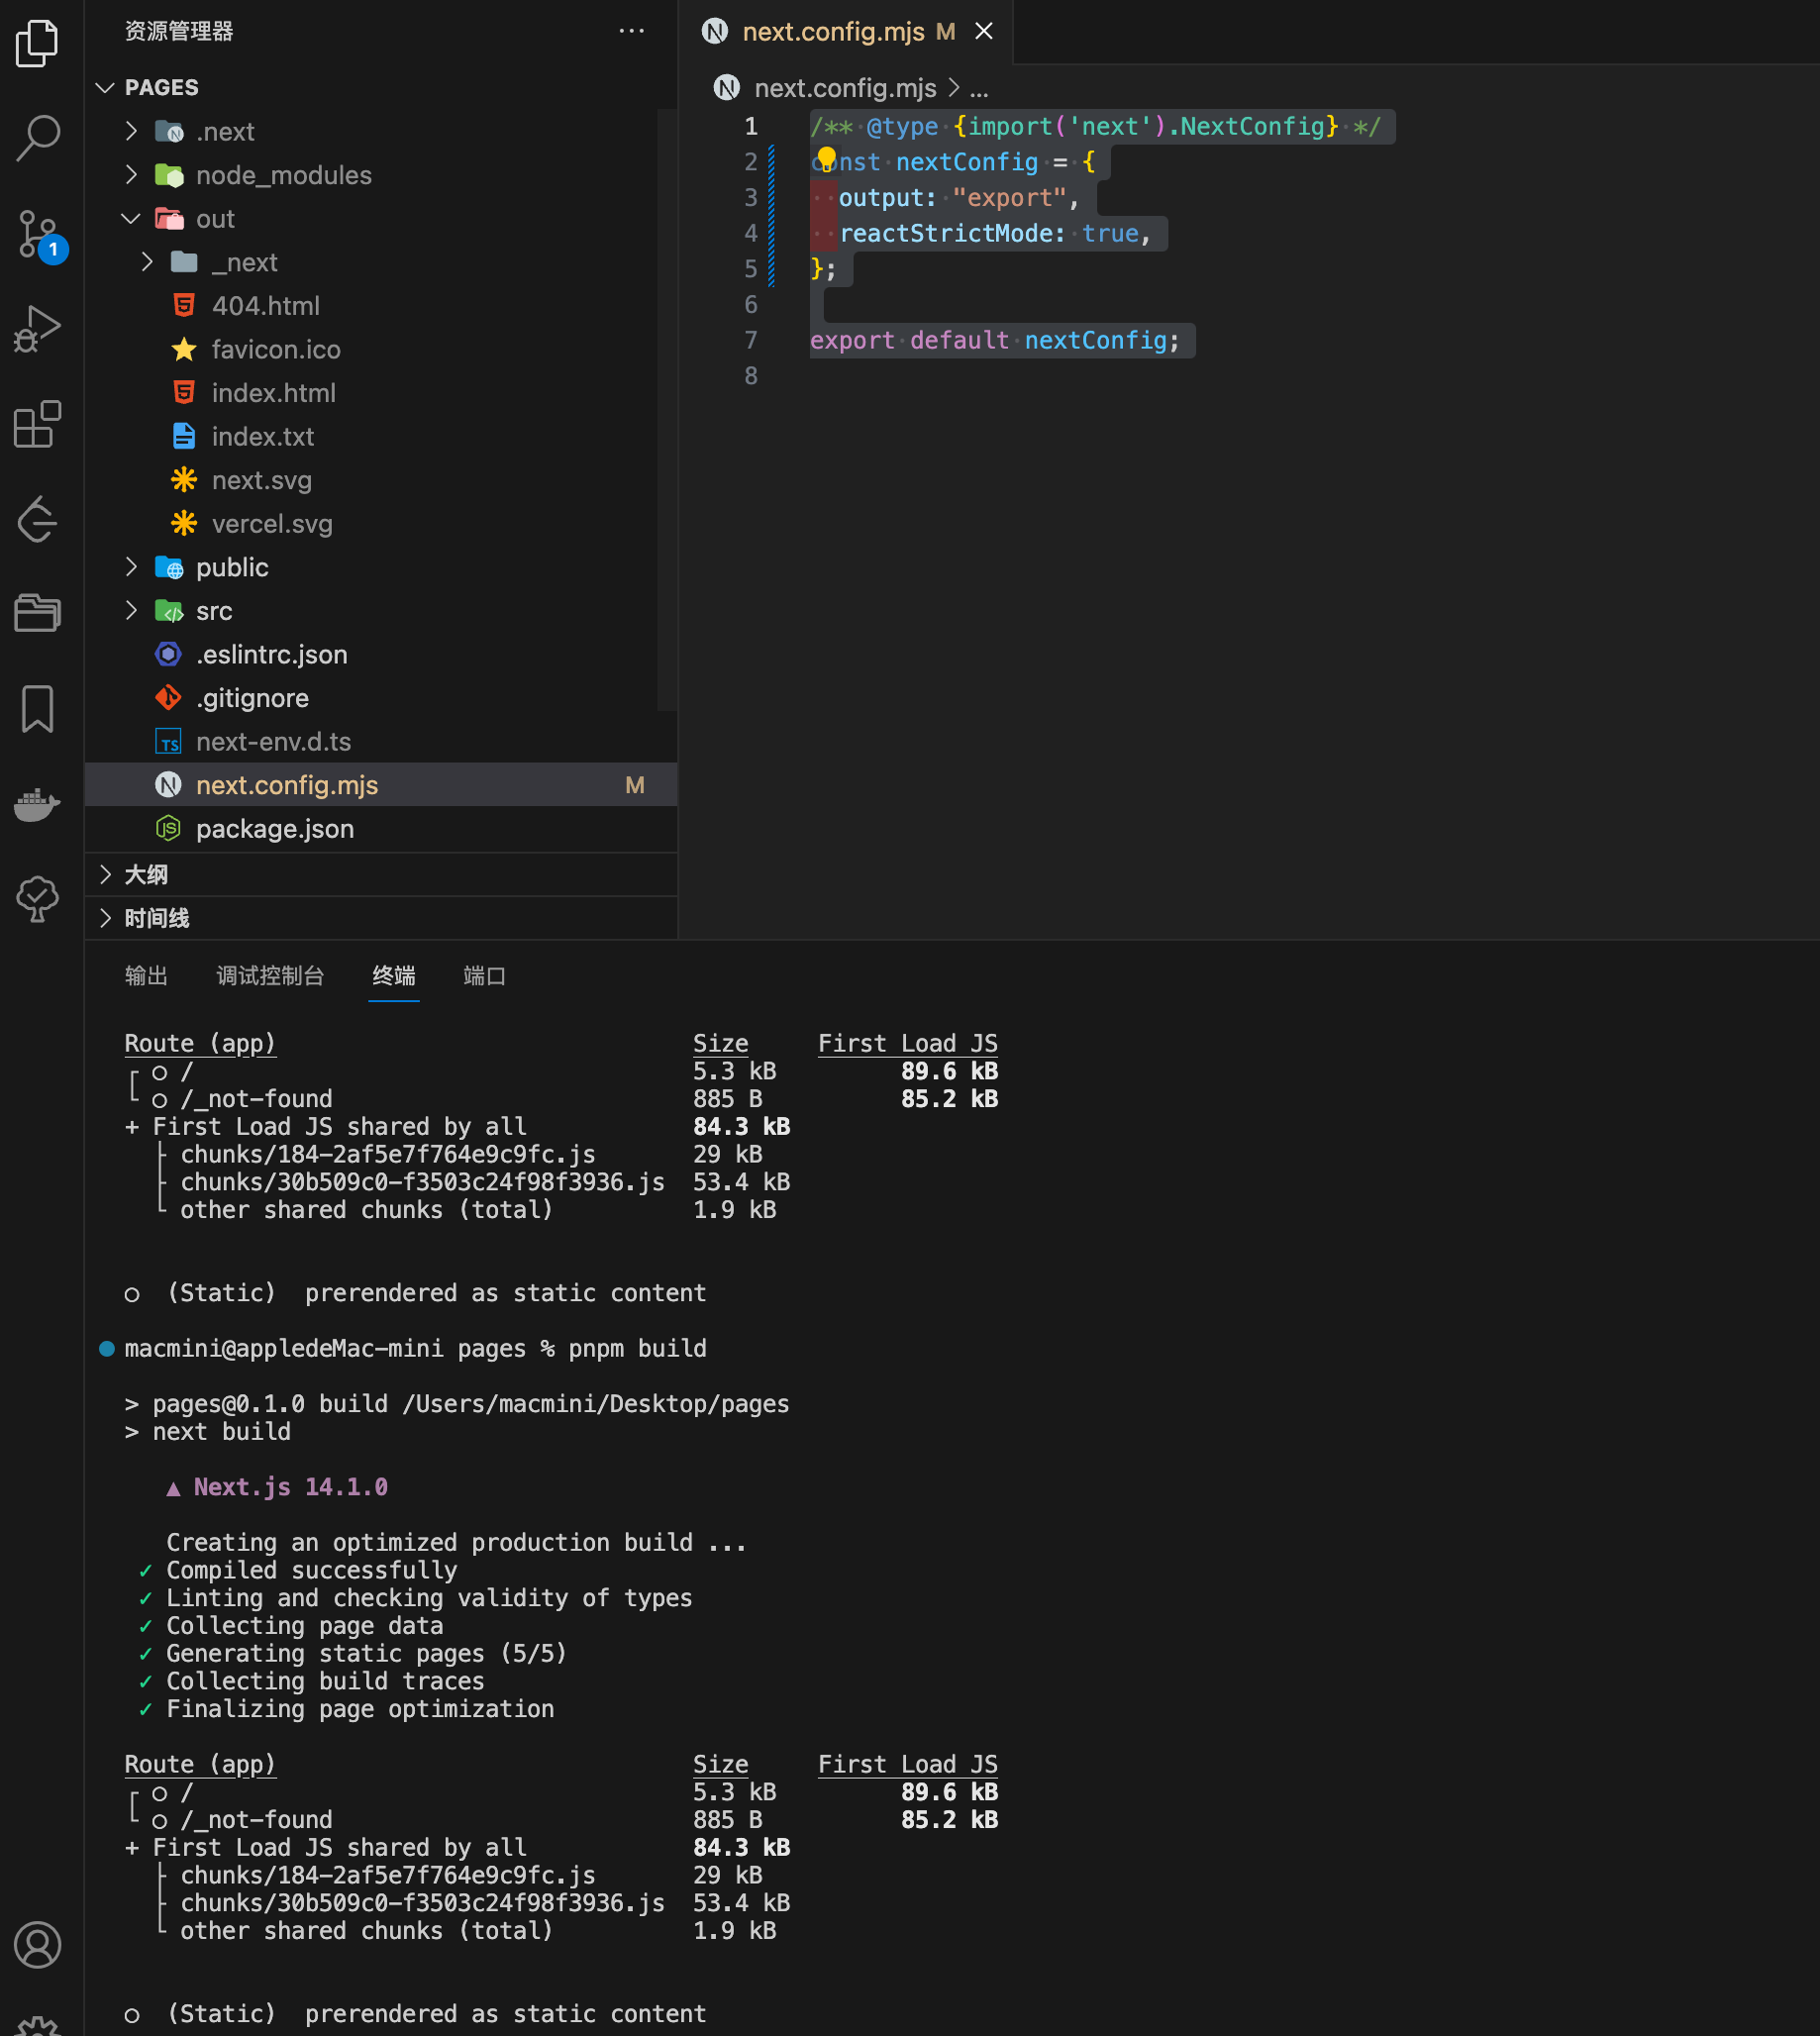 资源管理器
PAGES
.next
node_modules
out
_next
404.html
favicon.ico
index.html
index.txt
next.svg
vercel.svg
public
src
.eslintrc.json
.gitignore
next-env.d.ts
next.config.mjs M
package.json
大纲
时间线
1
next.config.mjs M
next.config.mjs > ...
1 /** @type {import('next').NextConfig} */
2 const nextConfig = {
3 output: "export",
4 reactStrictMode: true,
5 };
6
7 export default nextConfig;
8
输出 调试控制台 终端 端口
Route (app) Size First Load JS
┌ ○ / 5.3 kB 89.6 kB
└ ○ /_not-found 885 B 85.2 kB
+ First Load JS shared by all 84.3 kB
├ chunks/184-2af5e7f764e9c9fc.js 29 kB
├ chunks/30b509c0-f3503c24f98f3936.js 53.4 kB
└ other shared chunks (total) 1.9 kB
○ (Static) prerendered as static content
macmini@appledeMac-mini pages % pnpm build
> pages@0.1.0 build /Users/macmini/Desktop/pages
> next build
▲ Next.js 14.1.0
Creating an optimized production build ...
✓ Compiled successfully
✓ Linting and checking validity of types
✓ Collecting page data
✓ Generating static pages (5/5)
✓ Collecting build traces
✓ Finalizing page optimization
Route (app) Size First Load JS
┌ ○ / 5.3 kB 89.6 kB
└ ○ /_not-found 885 B 85.2 kB
+ First Load JS shared by all 84.3 kB
├ chunks/184-2af5e7f764e9c9fc.js 29 kB
├ chunks/30b509c0-f3503c24f98f3936.js 53.4 kB
└ other shared chunks (total) 1.9 kB
○ (Static) prerendered as static content